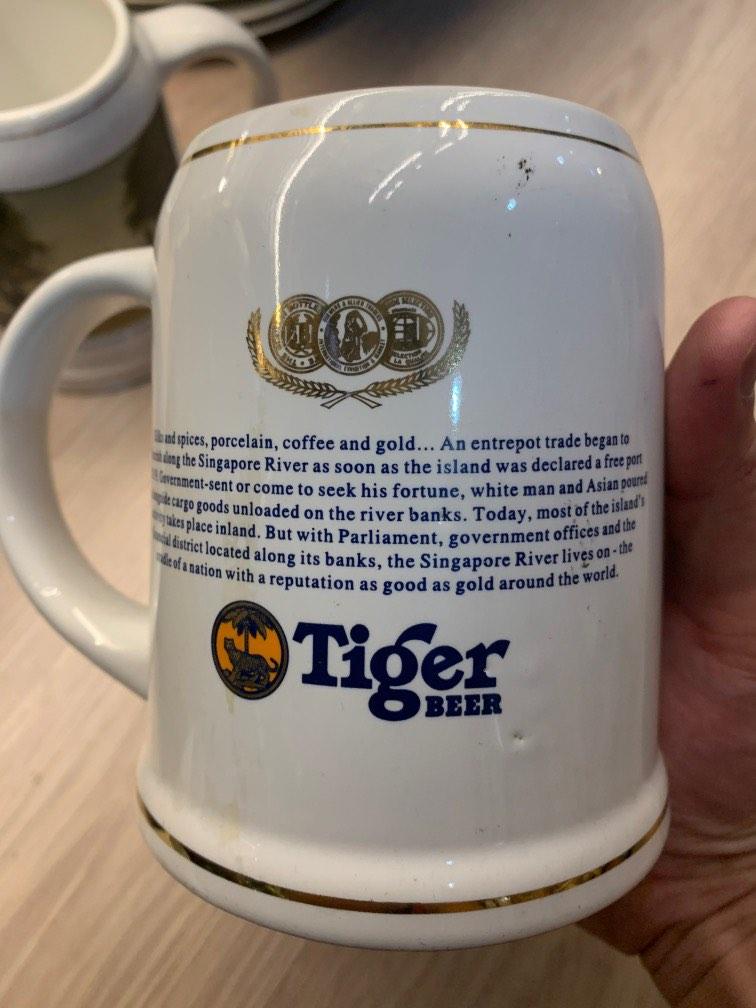 and spices, porcelain, coffee and gold... An entrepot trade began to
along the Singapore River as soon as the island was declared a free port
Government-sent or come to seek his fortune, white man and Asian poured
cargo goods unloaded on the river banks. Today, most of the island's
takes place inland. But with Parliament, government offices and the
district located along its banks, the Singapore River lives on - the
of a nation with a reputation as good as gold around the world.
Tiger
BEER